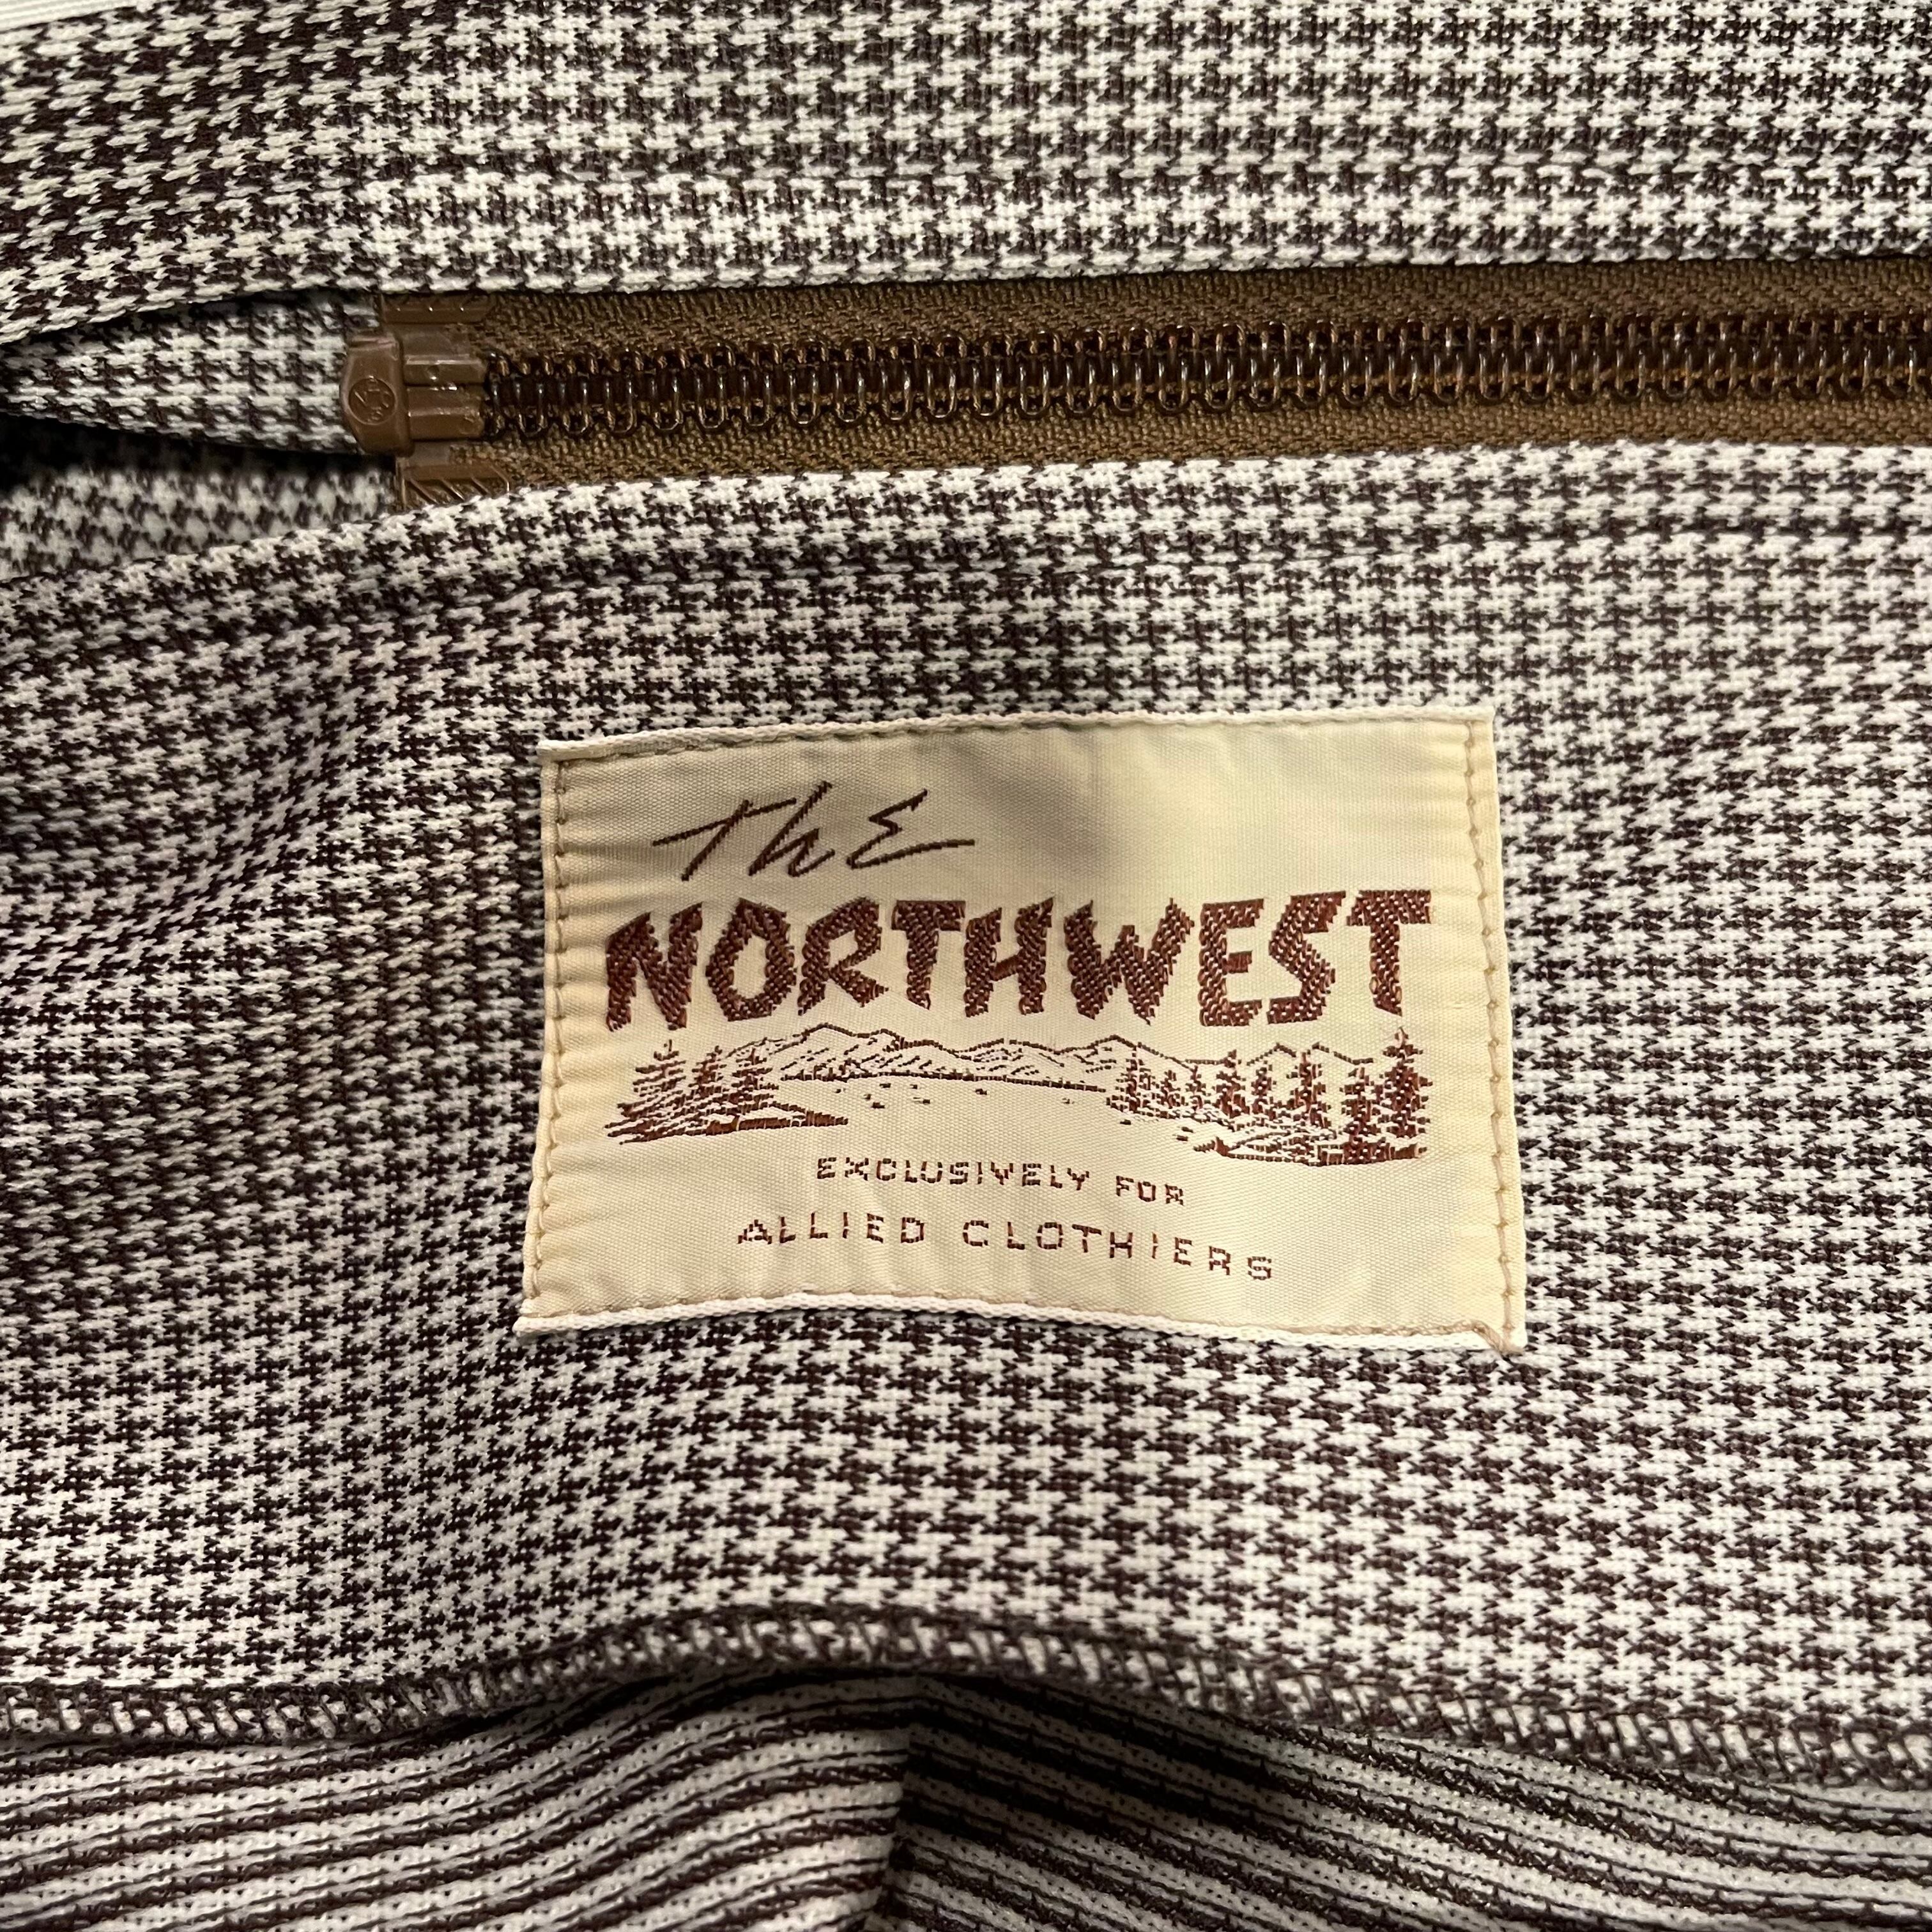 thE
NORTHWEST
EXCLUSIVELY FOR
ALLIED CLOTHIERS